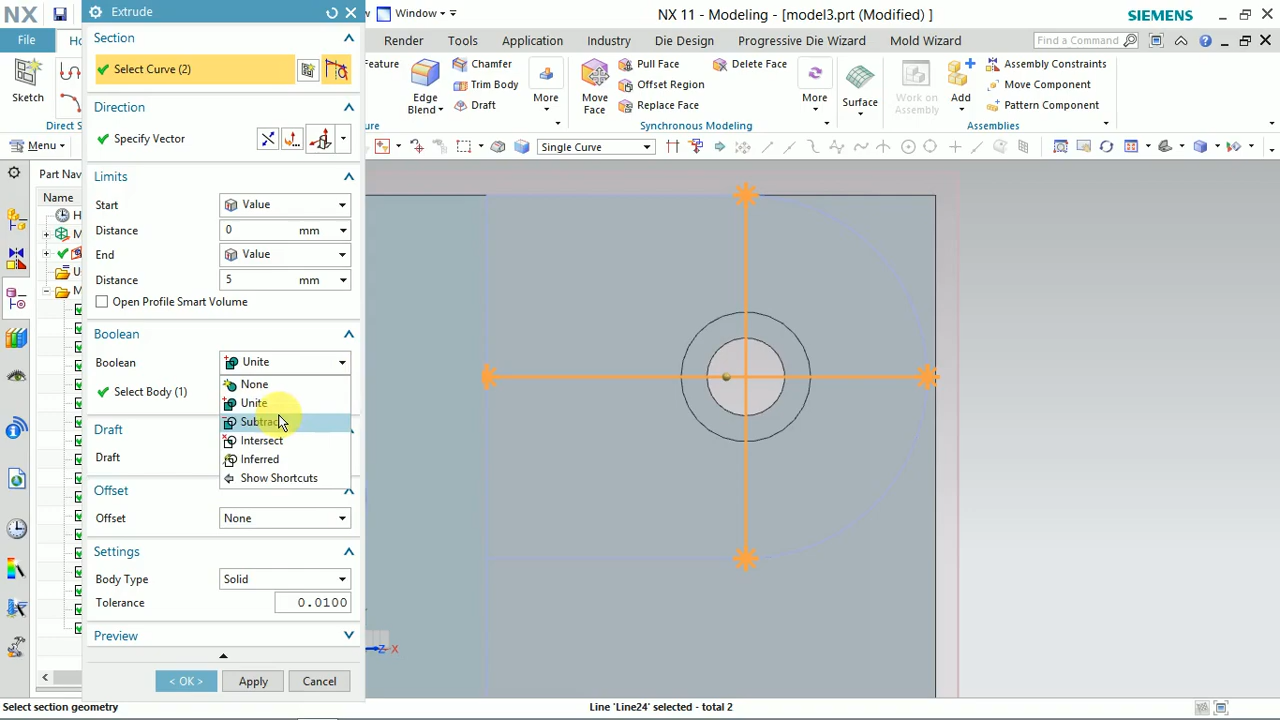 NX
Window
NX 11 - Modeling - [model3.prt (Modified) ]
SIEMENS
Extrude
File
Render
Tools
Application
Industry
Die Design
Progressive Die Wizard
Mold Wizard
Find a Command
Section
Select Curve (2)
Sketch
Feature
Edge
Blend
Chamfer
Trim Body
Draft
More
Move
Face
Pull Face
Offset Region
Replace Face
Delete Face
More
Surface
Work on
Assembly
Add
Assembly Constraints
Move Component
Pattern Component
Synchronous Modeling
Assemblies
Direction
Menu
Specify Vector
Single Curve
Limits
Part Nav
Name
Start
Value
Distance
0
mm
End
Value
Distance
5
mm
Open Profile Smart Volume
Boolean
Boolean
Unite
None
Select Body (1)
Unite
Subtrac
Intersect
Inferred
Show Shortcuts
Draft
Draft
Offset
Offset
None
Settings
Body Type
Solid
Tolerance
0.0100
Preview
Z
X
< OK >
Apply
Cancel
Select section geometry
Line 'Line24' selected - total 2